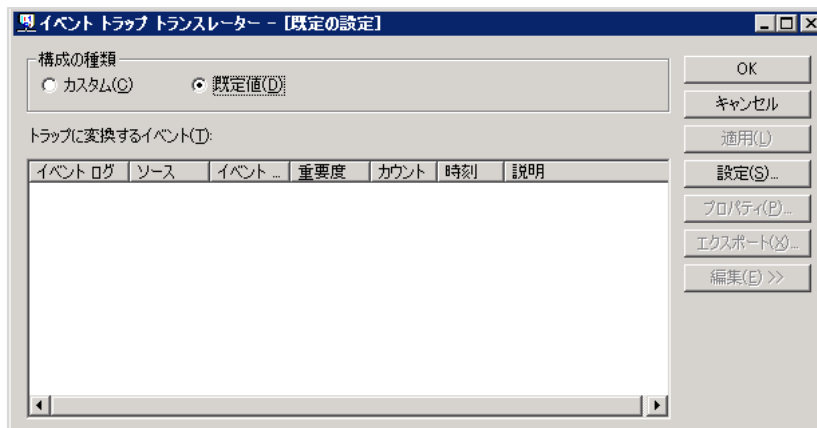 イベント トラップ トランスレーター - [既定の設定]
構成の種類
カスタム(C)
既定値(D)
OK
キャンセル
適用(L)
設定(S)...
プロパティ(P)...
エクスポート(X)...
編集(E) >>
トラップに変換するイベント(T):
イベント ログ ソース イベント ... 重要度 カウント 時刻 説明